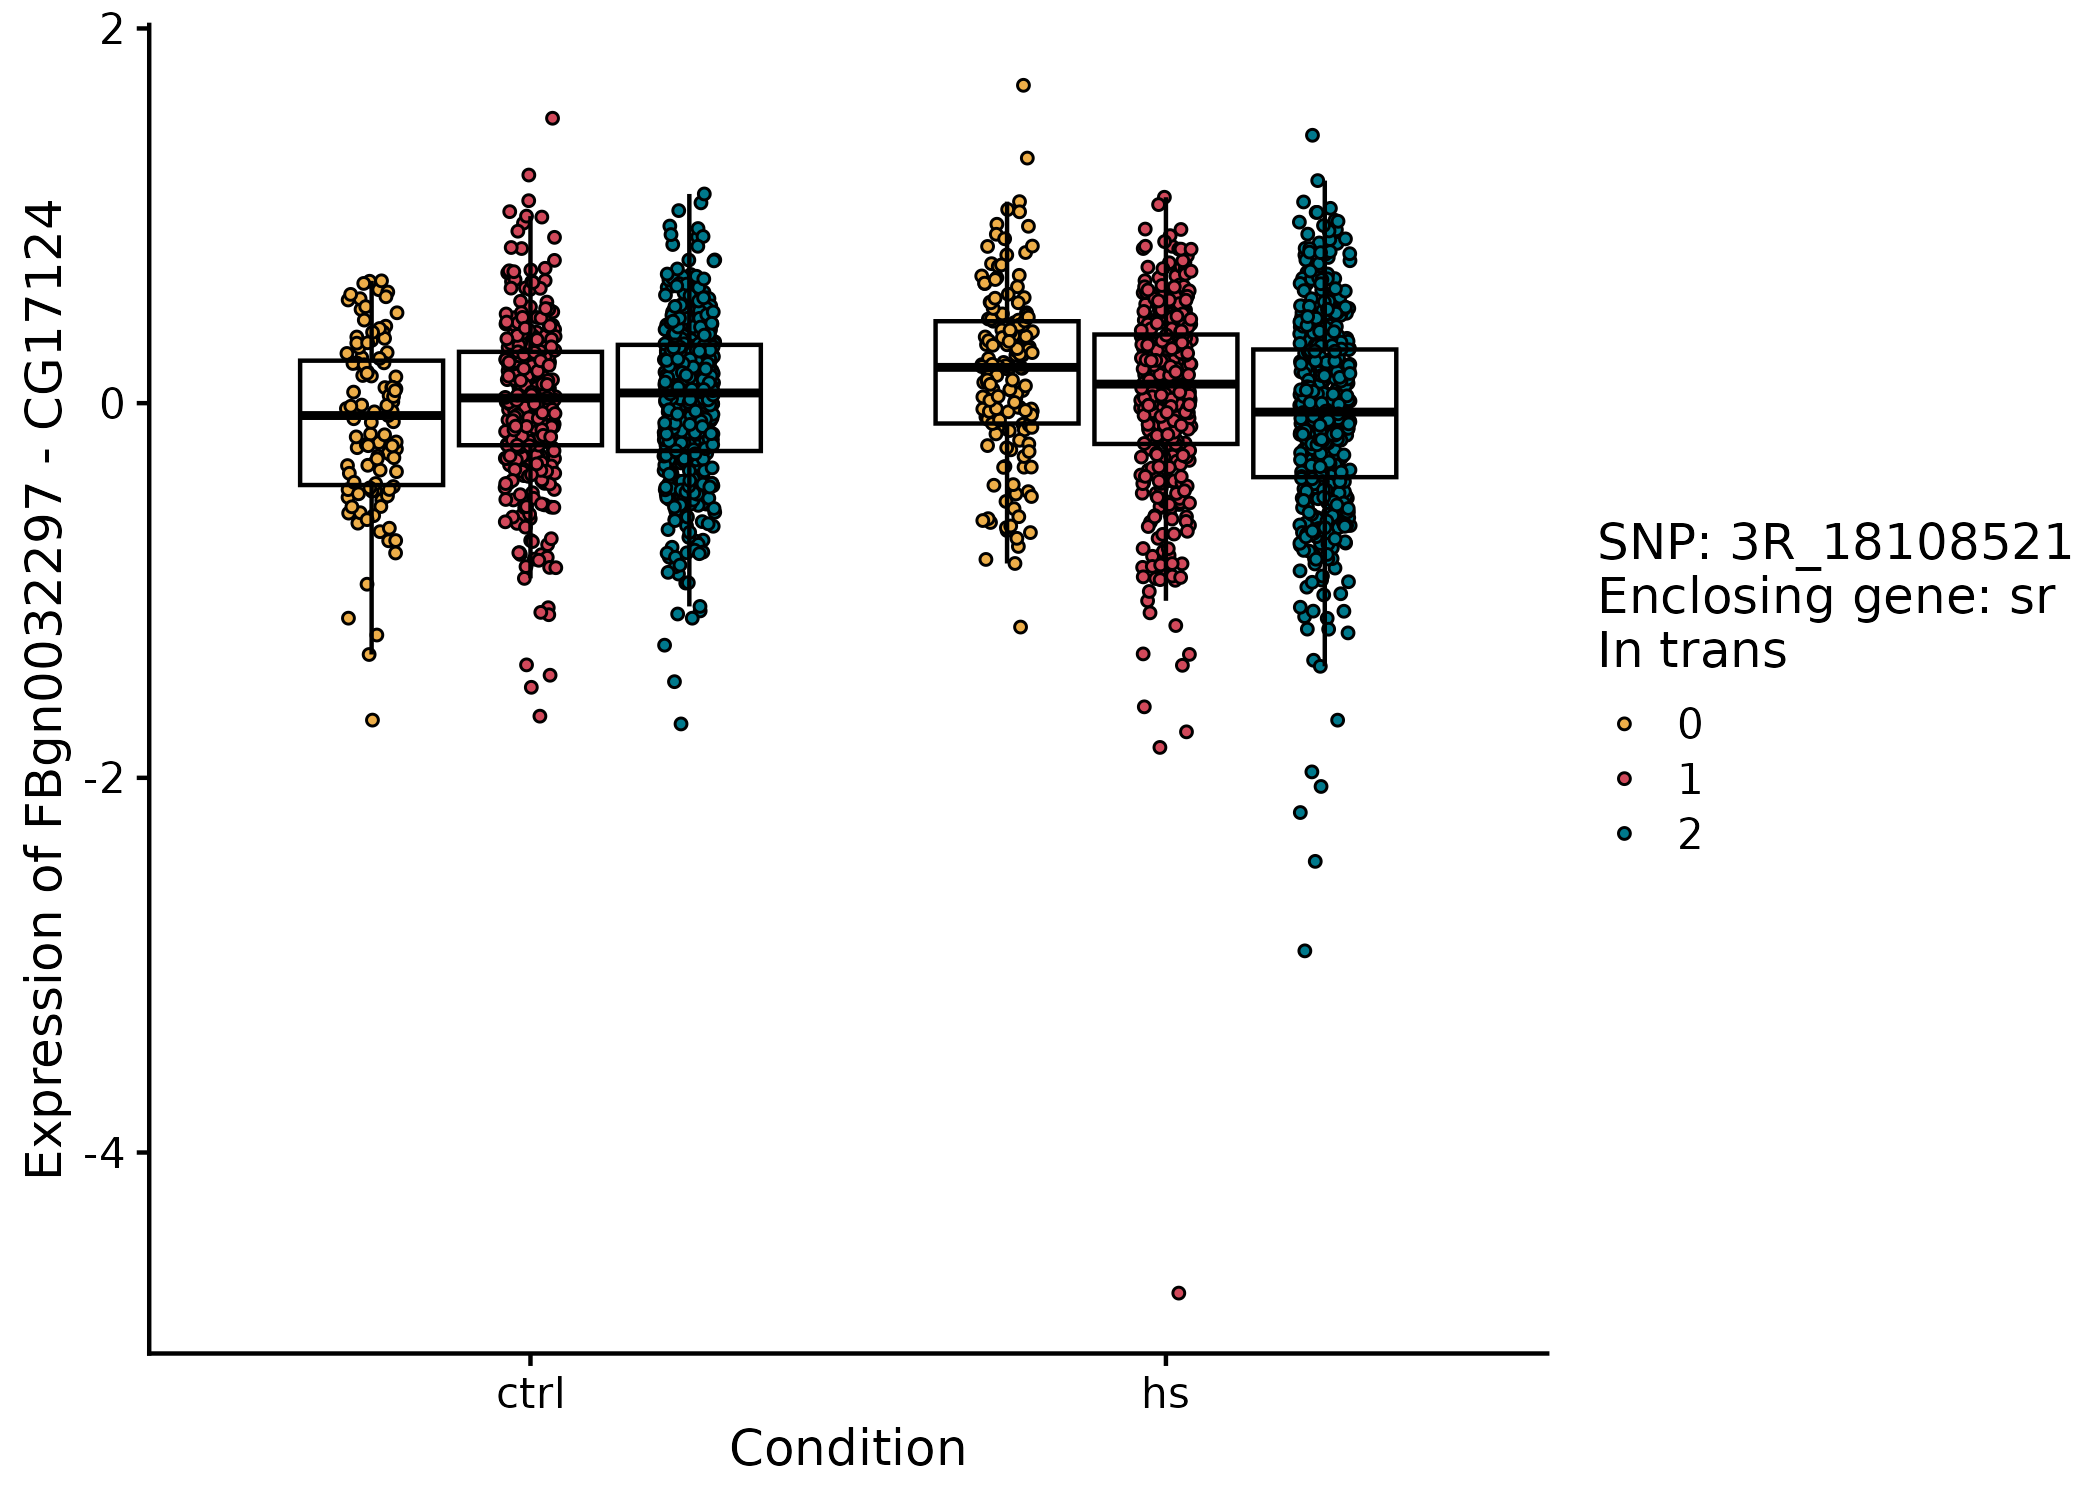 Expression of FBgn0032297 - CG17124
2
0
-2
-4
ctrl
hs
Condition
SNP: 3R_18108521
Enclosing gene: sr
In trans
0
1
2